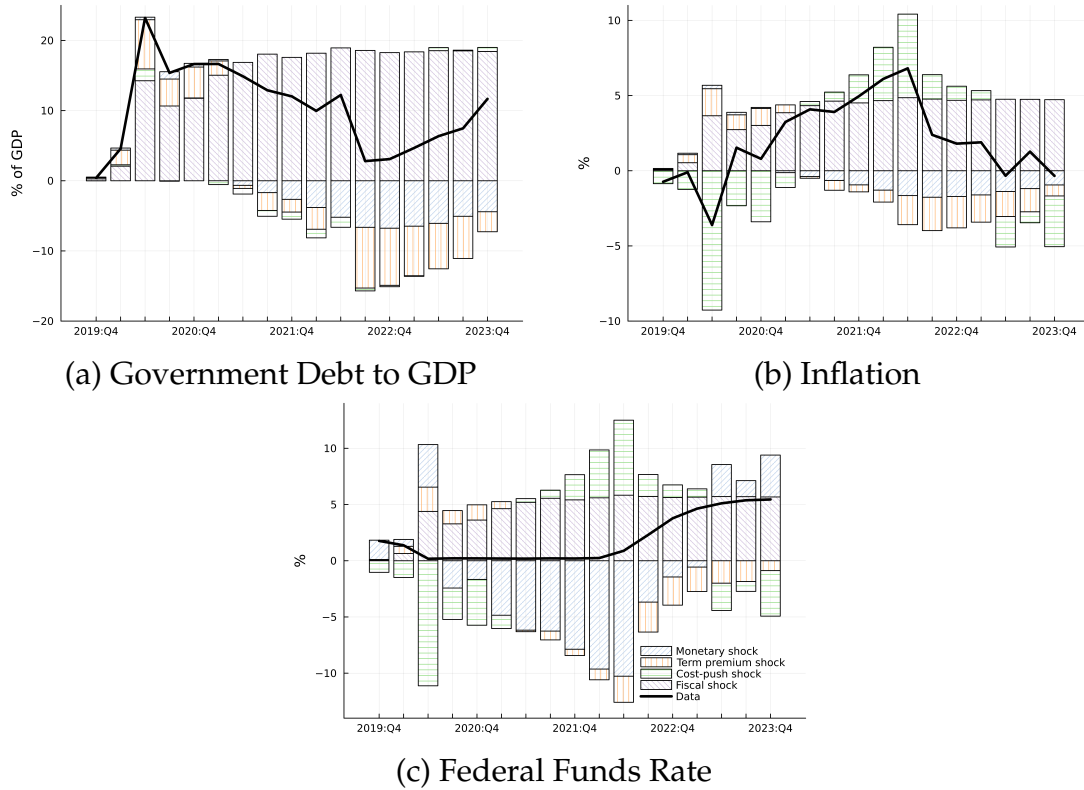 20
10
0
−10
−20
% of GDP
2019:Q4
2020:Q4
2021:Q4
2022:Q4
2023:Q4
(a) Government Debt to GDP
10
5
0
−5
−10
%
2019:Q4
2020:Q4
2021:Q4
2022:Q4
2023:Q4
(b) Inflation
10
5
0
−5
−10
%
Monetary shock
Term premium shock
Cost-push shock
Fiscal shock
Data
2019:Q4
2020:Q4
2021:Q4
2022:Q4
2023:Q4
(c) Federal Funds Rate